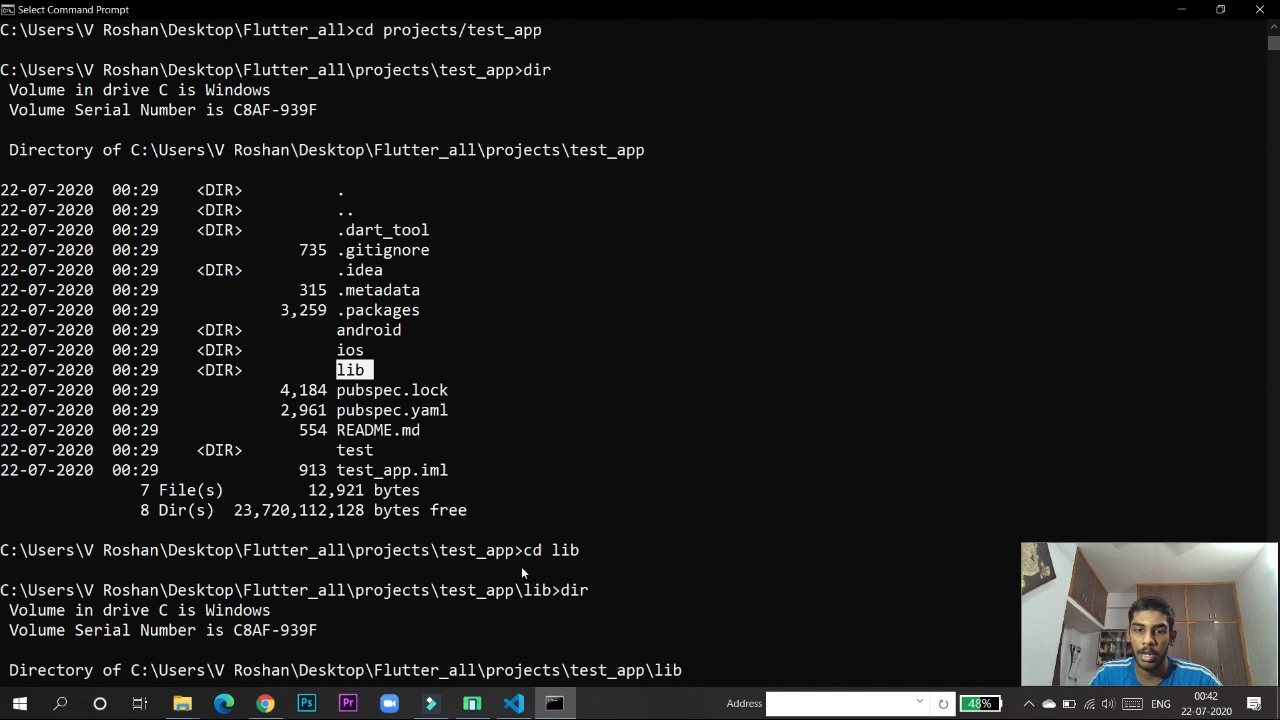 Select Command Prompt
C:\Users\V Roshan\Desktop\Flutter_all>cd projects/test_app
C:\Users\V Roshan\Desktop\Flutter_all\projects\test_app>dir
Volume in drive C is Windows
Volume Serial Number is C8AF-939F
Directory of C:\Users\V Roshan\Desktop\Flutter_all\projects\test_app
22-07-2020 00:29 <DIR> .
22-07-2020 00:29 <DIR> ..
22-07-2020 00:29 <DIR> .dart_tool
22-07-2020 00:29 735 .gitignore
22-07-2020 00:29 <DIR> .idea
22-07-2020 00:29 315 .metadata
22-07-2020 00:29 3,259 .packages
22-07-2020 00:29 <DIR> android
22-07-2020 00:29 <DIR> ios
22-07-2020 00:29 <DIR> lib
22-07-2020 00:29 4,184 pubspec.lock
22-07-2020 00:29 2,961 pubspec.yaml
22-07-2020 00:29 554 README.md
22-07-2020 00:29 <DIR> test
22-07-2020 00:29 913 test_app.iml
7 File(s) 12,921 bytes
8 Dir(s) 23,720,112,128 bytes free
C:\Users\V Roshan\Desktop\Flutter_all\projects\test_app>cd lib
C:\Users\V Roshan\Desktop\Flutter_all\projects\test_app\lib>dir
Volume in drive C is Windows
Volume Serial Number is C8AF-939F
Directory of C:\Users\V Roshan\Desktop\Flutter_all\projects\test_app\lib
Ps
Pr
Address
48%
ENG
00:42
22-07-2020